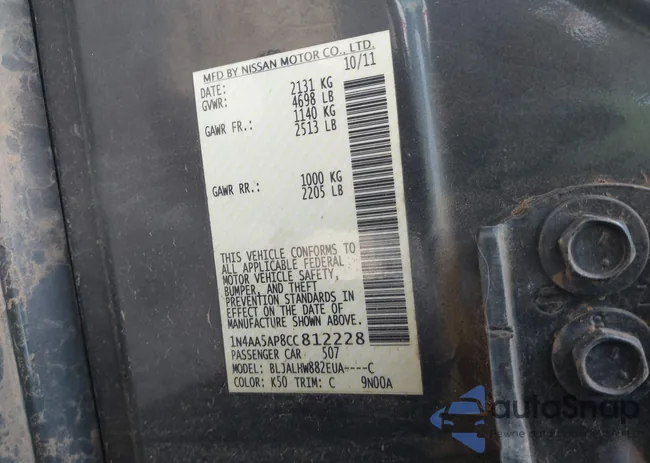 MFD BY NISSAN MOTOR CO., LTD.
DATE: 10/11
GVWR: 2131 KG
4698 LB
GAWR FR.: 1140 KG
2513 LB
GAWR RR.: 1000 KG
2205 LB
THIS VEHICLE CONFORMS TO
ALL APPLICABLE FEDERAL
MOTOR VEHICLE SAFETY,
BUMPER, AND THEFT
PREVENTION STANDARDS IN
EFFECT ON THE DATE OF
MANUFACTURE SHOWN ABOVE.
1N4AA5AP8CC812228
PASSENGER CAR 507
MODEL: BLJALHW882EUA----C
COLOR: K50 TRIM: C 9N00A
autoSnap